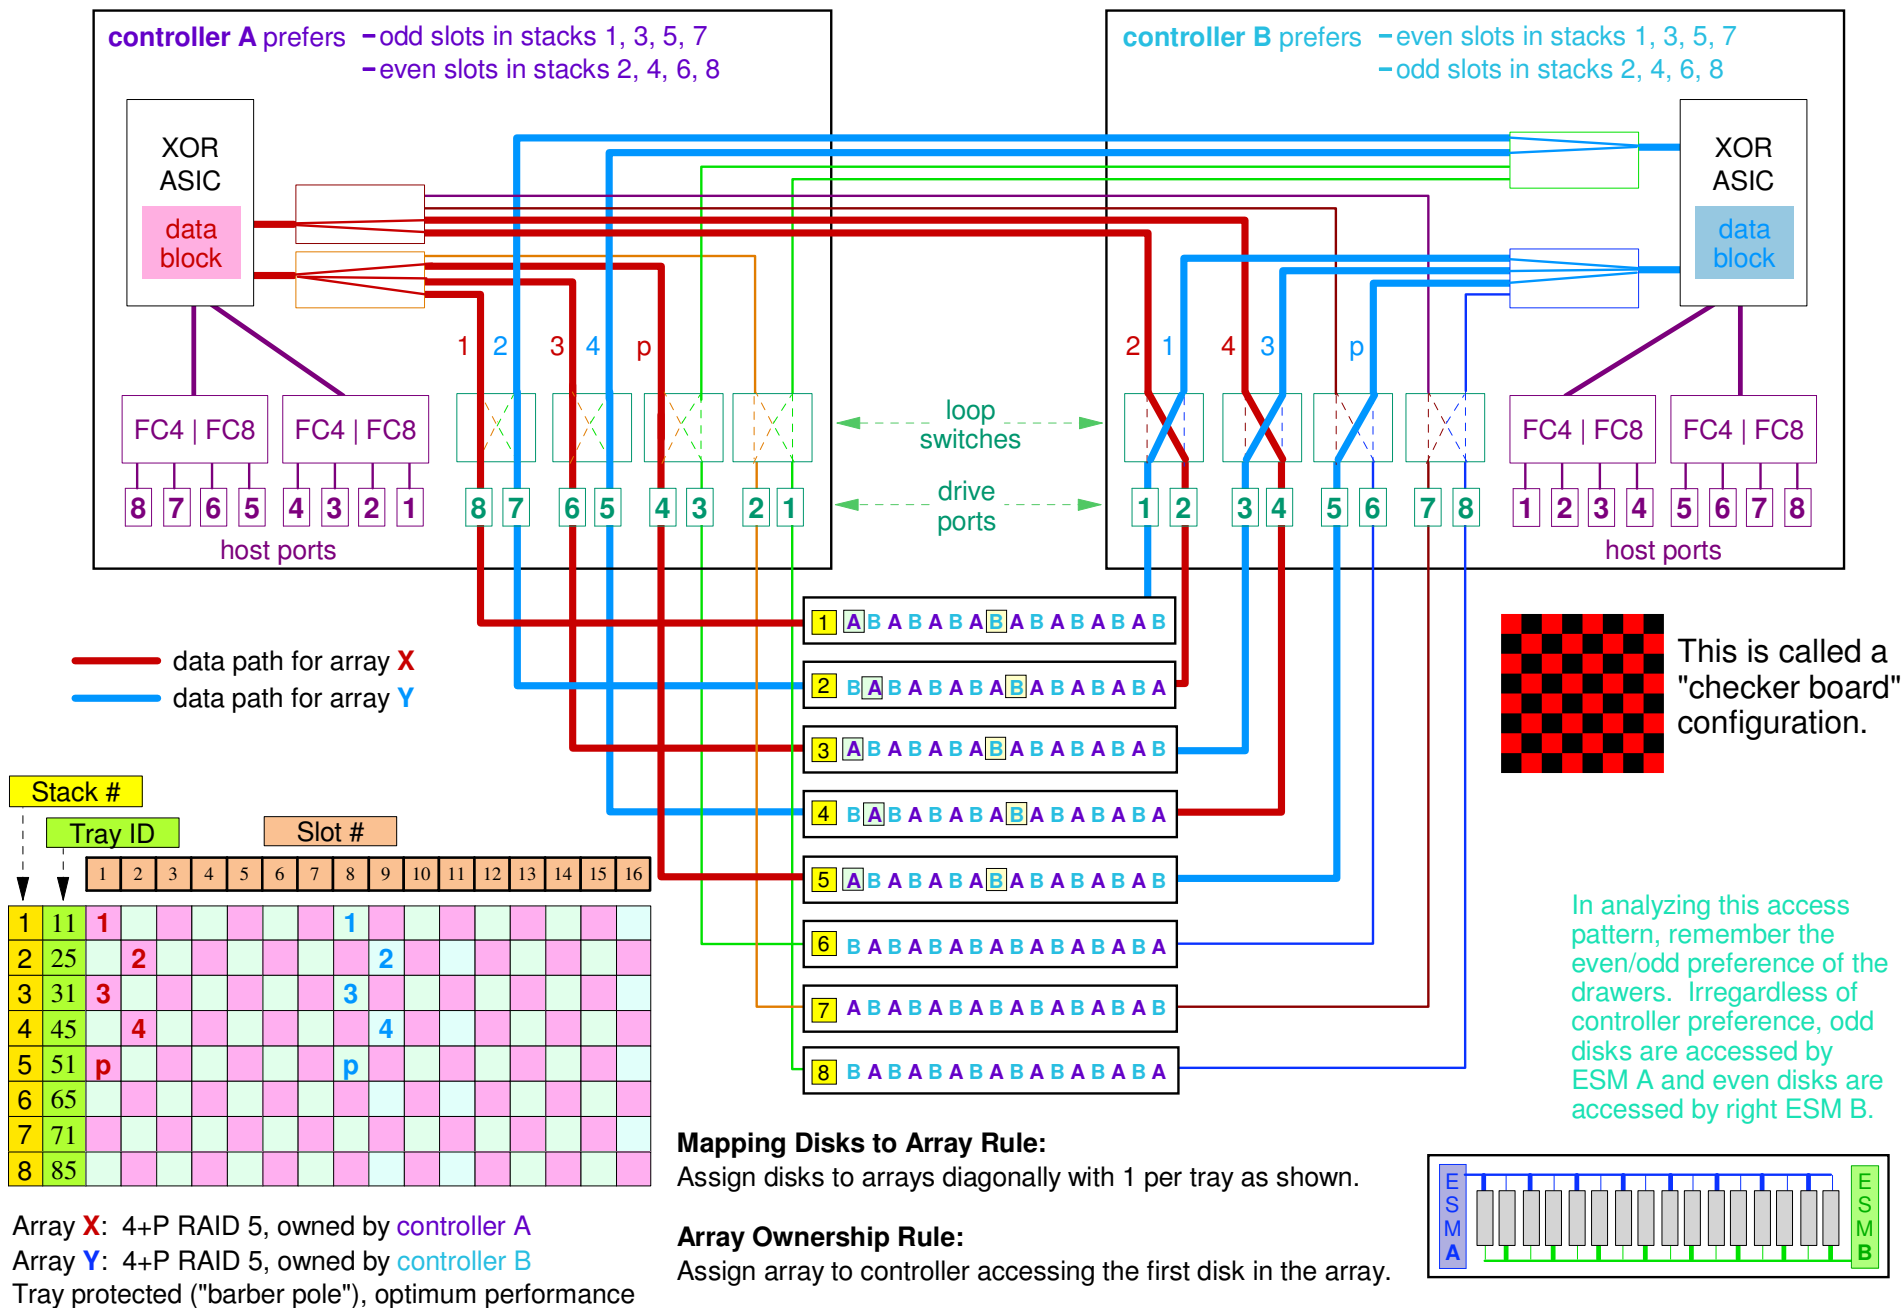 controller A prefers –odd slots in stacks 1, 3, 5, 7
–even slots in stacks 2, 4, 6, 8
controller B prefers –even slots in stacks 1, 3, 5, 7
–odd slots in stacks 2, 4, 6, 8
XOR
ASIC
data
block
XOR
ASIC
data
block
1 2 3 4 p
2 1 4 3 p
FC4 | FC8 FC4 | FC8
loop
switches
FC4 | FC8 FC4 | FC8
8 7 6 5 4 3 2 1
8 7 6 5 4 3 2 1
drive
ports
1 2 3 4 5 6 7 8
1 2 3 4 5 6 7 8
host ports
host ports
1 A B A B A B A B A B A B A B A B
2 B A B A B A B A B A B A B A B A
3 A B A B A B A B A B A B A B A B
4 B A B A B A B A B A B A B A B A
5 A B A B A B A B A B A B A B A B
6 B A B A B A B A B A B A B A B A
7 A B A B A B A B A B A B A B A B
8 B A B A B A B A B A B A B A B A
data path for array X
data path for array Y
This is called a
"checker board"
configuration.
Stack #
Tray ID
Slot #
1 2 3 4 5 6 7 8 9 10 11 12 13 14 15 16
1 11 1 1
2 25 2 2
3 31 3 3
4 45 4 4
5 51 p p
6 65
7 71
8 85
In analyzing this access
pattern, remember the
even/odd preference of the
drawers. Irregardless of
controller preference, odd
disks are accessed by
ESM A and even disks are
accessed by right ESM B.
Mapping Disks to Array Rule:
Assign disks to arrays diagonally with 1 per tray as shown.
Array Ownership Rule:
Assign array to controller accessing the first disk in the array.
Array X: 4+P RAID 5, owned by controller A
Array Y: 4+P RAID 5, owned by controller B
Tray protected ("barber pole"), optimum performance
E
S
M
A
E
S
M
B